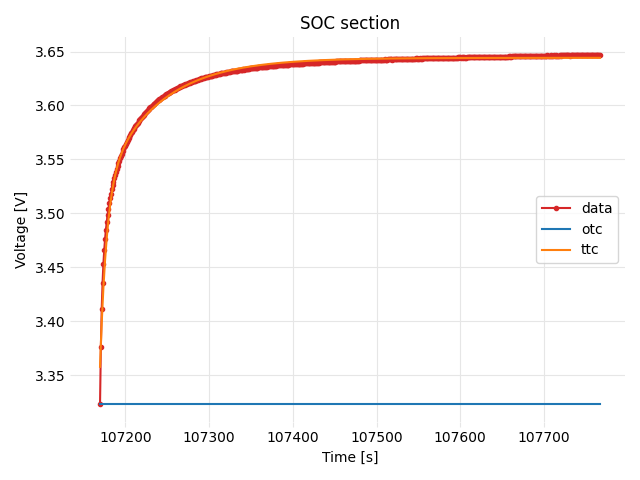 SOC section
Voltage [V]
3.65
3.60
3.55
3.50
3.45
3.40
3.35
data
otc
ttc
107200 107300 107400 107500 107600 107700
Time [s]